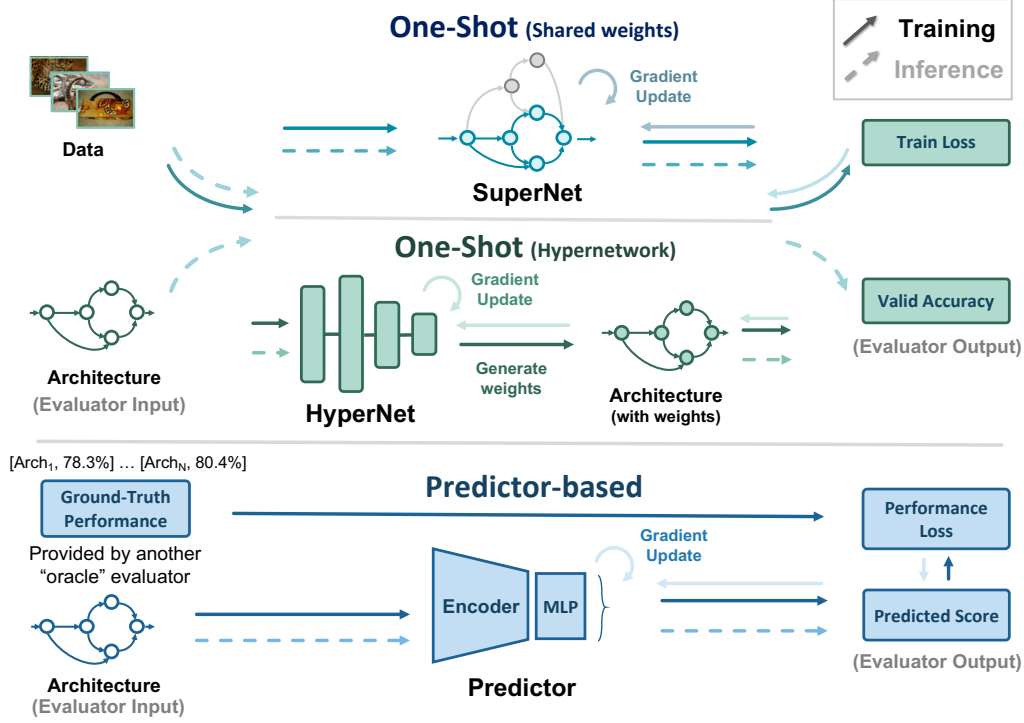 One-Shot (Shared weights)
Training
Inference
Data
Gradient
Update
SuperNet
Train Loss
One-Shot (Hypernetwork)
Gradient
Update
Generate
weights
HyperNet
Architecture
(with weights)
Valid Accuracy
(Evaluator Output)
Architecture
(Evaluator Input)
[Arch₁, 78.3%] … [Archₙ, 80.4%]
Ground-Truth
Performance
Provided by another
“oracle” evaluator
Predictor-based
Performance
Loss
Gradient
Update
Encoder
MLP
Predictor
Predicted Score
(Evaluator Output)
Architecture
(Evaluator Input)